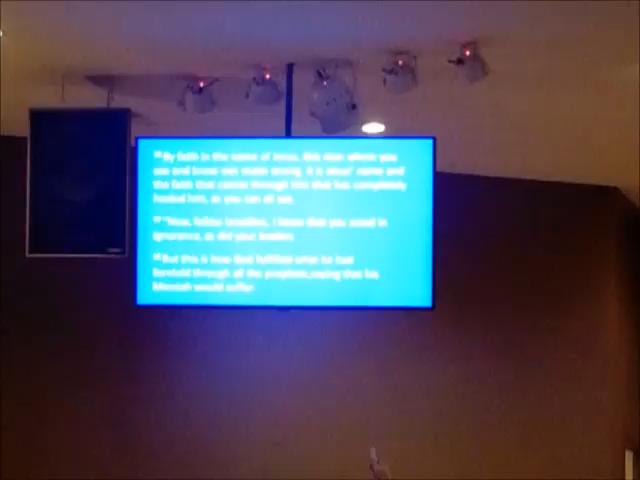 16 By faith in the name of Jesus, this man whom you
see and know was made strong. It is Jesus' name and
the faith that comes through him that has completely
healed him, as you can all see.
17 "Now, fellow Israelites, I know that you acted in
ignorance, as did your leaders
18 But this is how God fulfilled what he had
foretold through all the prophets,saying that his
Messiah would suffer